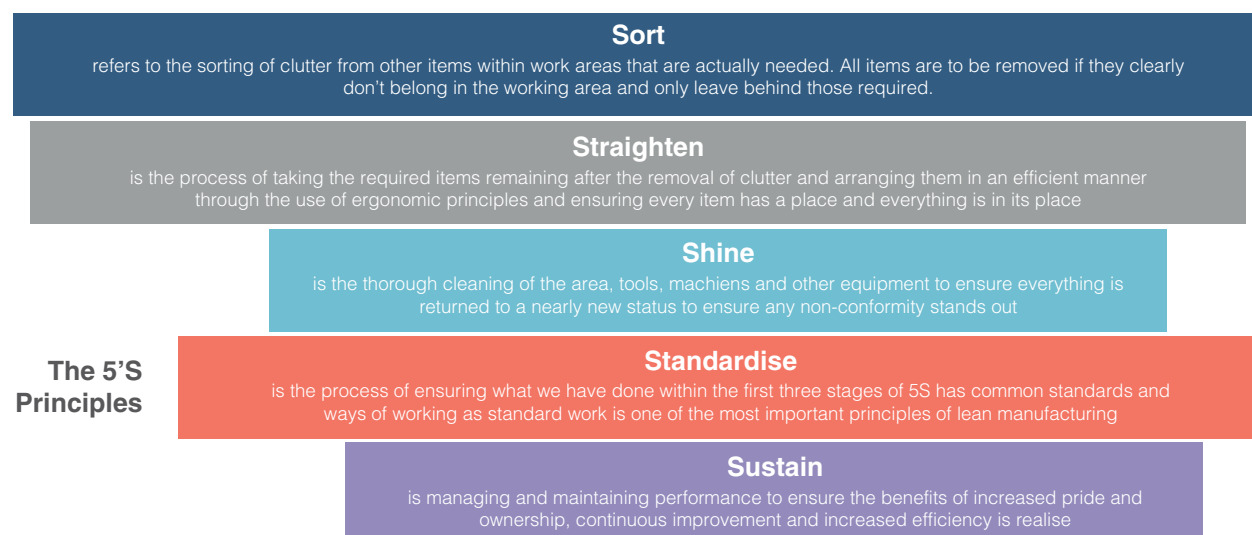 Sort
refers to the sorting of clutter from other items within work areas that are actually needed. All items are to be removed if they clearly
don't belong in the working area and only leave behind those required.
Straighten
is the process of taking the required items remaining after the removal of clutter and arranging them in an efficient manner
through the use of ergonomic principles and ensuring every item has a place and everything is in its place
Shine
is the thorough cleaning of the area, tools, machiens and other equipment to ensure everything is
returned to a nearly new status to ensure any non-conformity stands out
The 5'S
Principles
Standardise
is the process of ensuring what we have done within the first three stages of 5S has common standards and
ways of working as standard work is one of the most important principles of lean manufacturing
Sustain
is managing and maintaining performance to ensure the benefits of increased pride and
ownership, continuous improvement and increased efficiency is realise